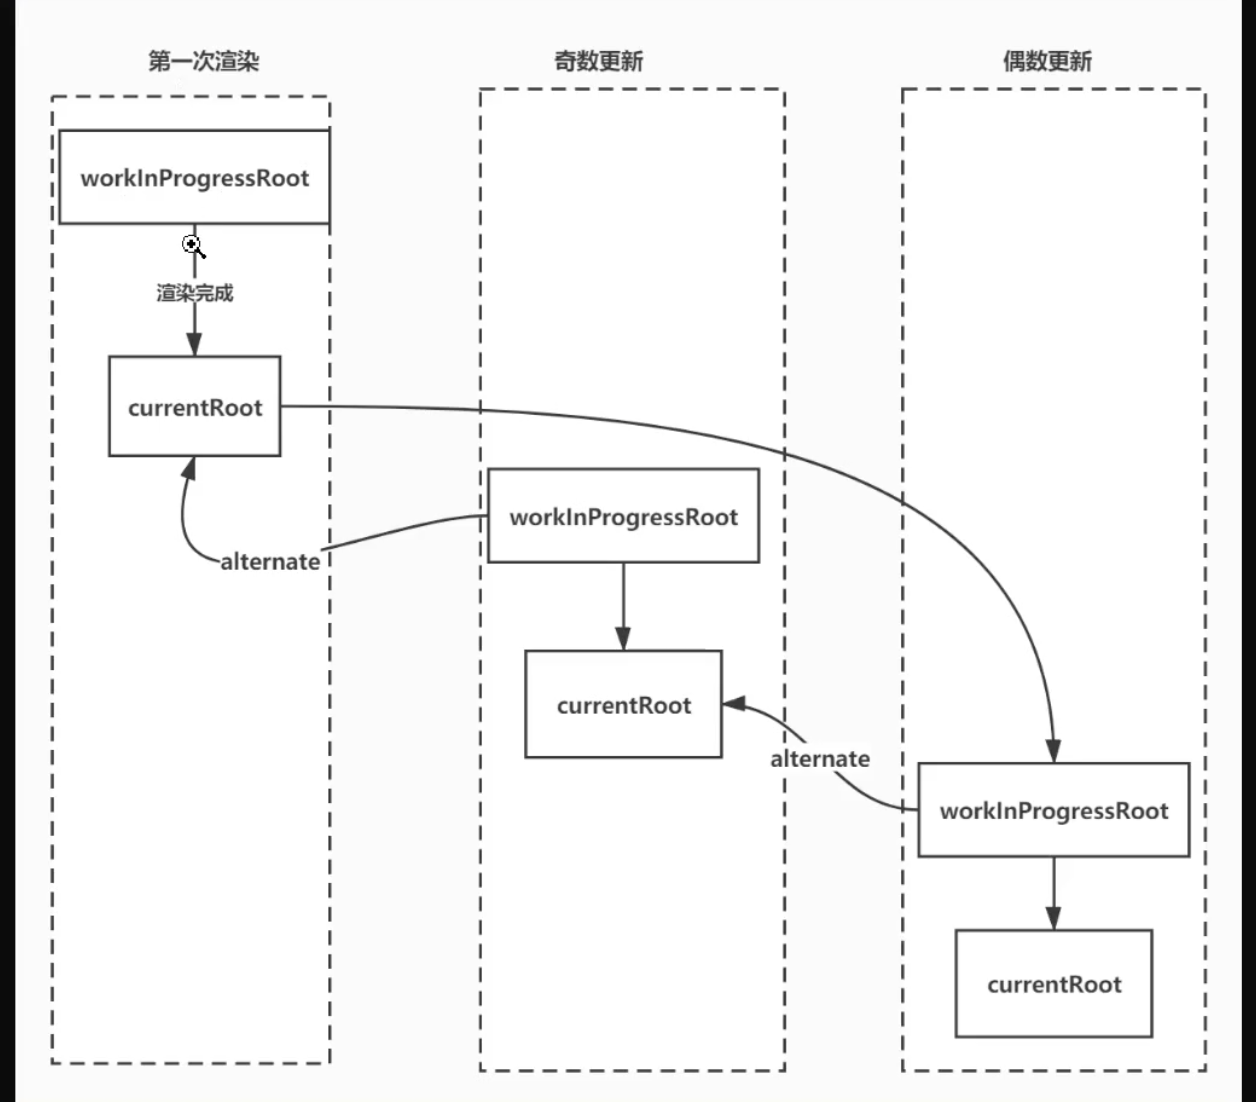 第一次渲染
奇数更新
偶数更新
workInProgressRoot
渲染完成
currentRoot
workInProgressRoot
alternate
currentRoot
alternate
workInProgressRoot
currentRoot